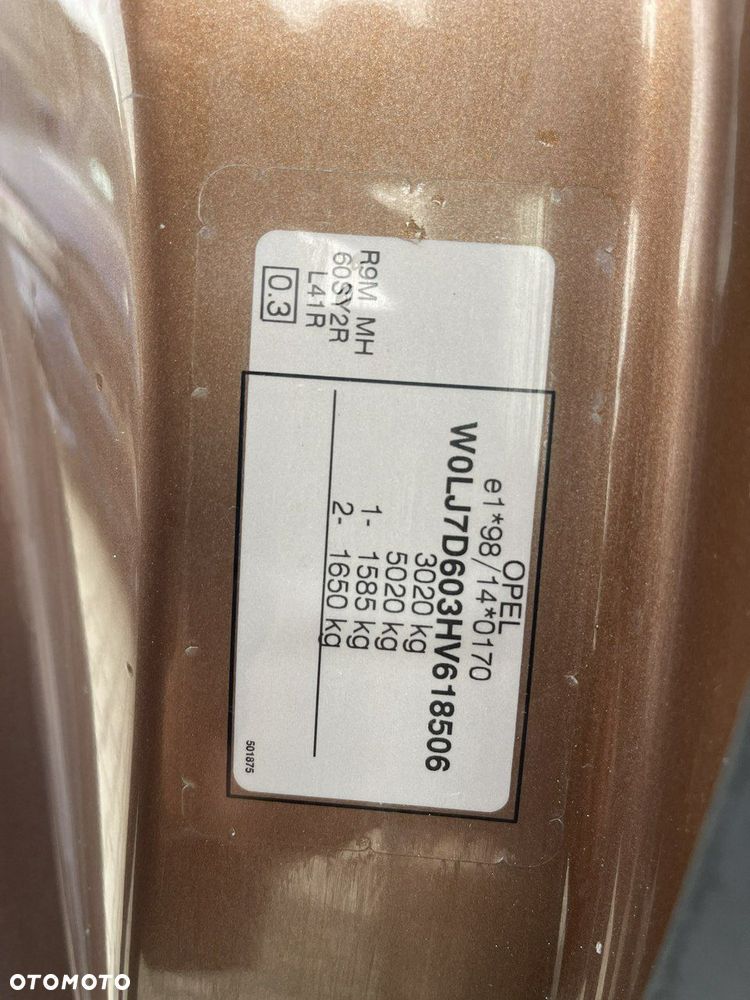 OPEL
e1*98/14*0170
W0LJ7D603HV618506
3020 kg
5020 kg
1- 1585 kg
2- 1650 kg
501875
R9M MH
60SY2R
L41R
0.3
OTOMOTO